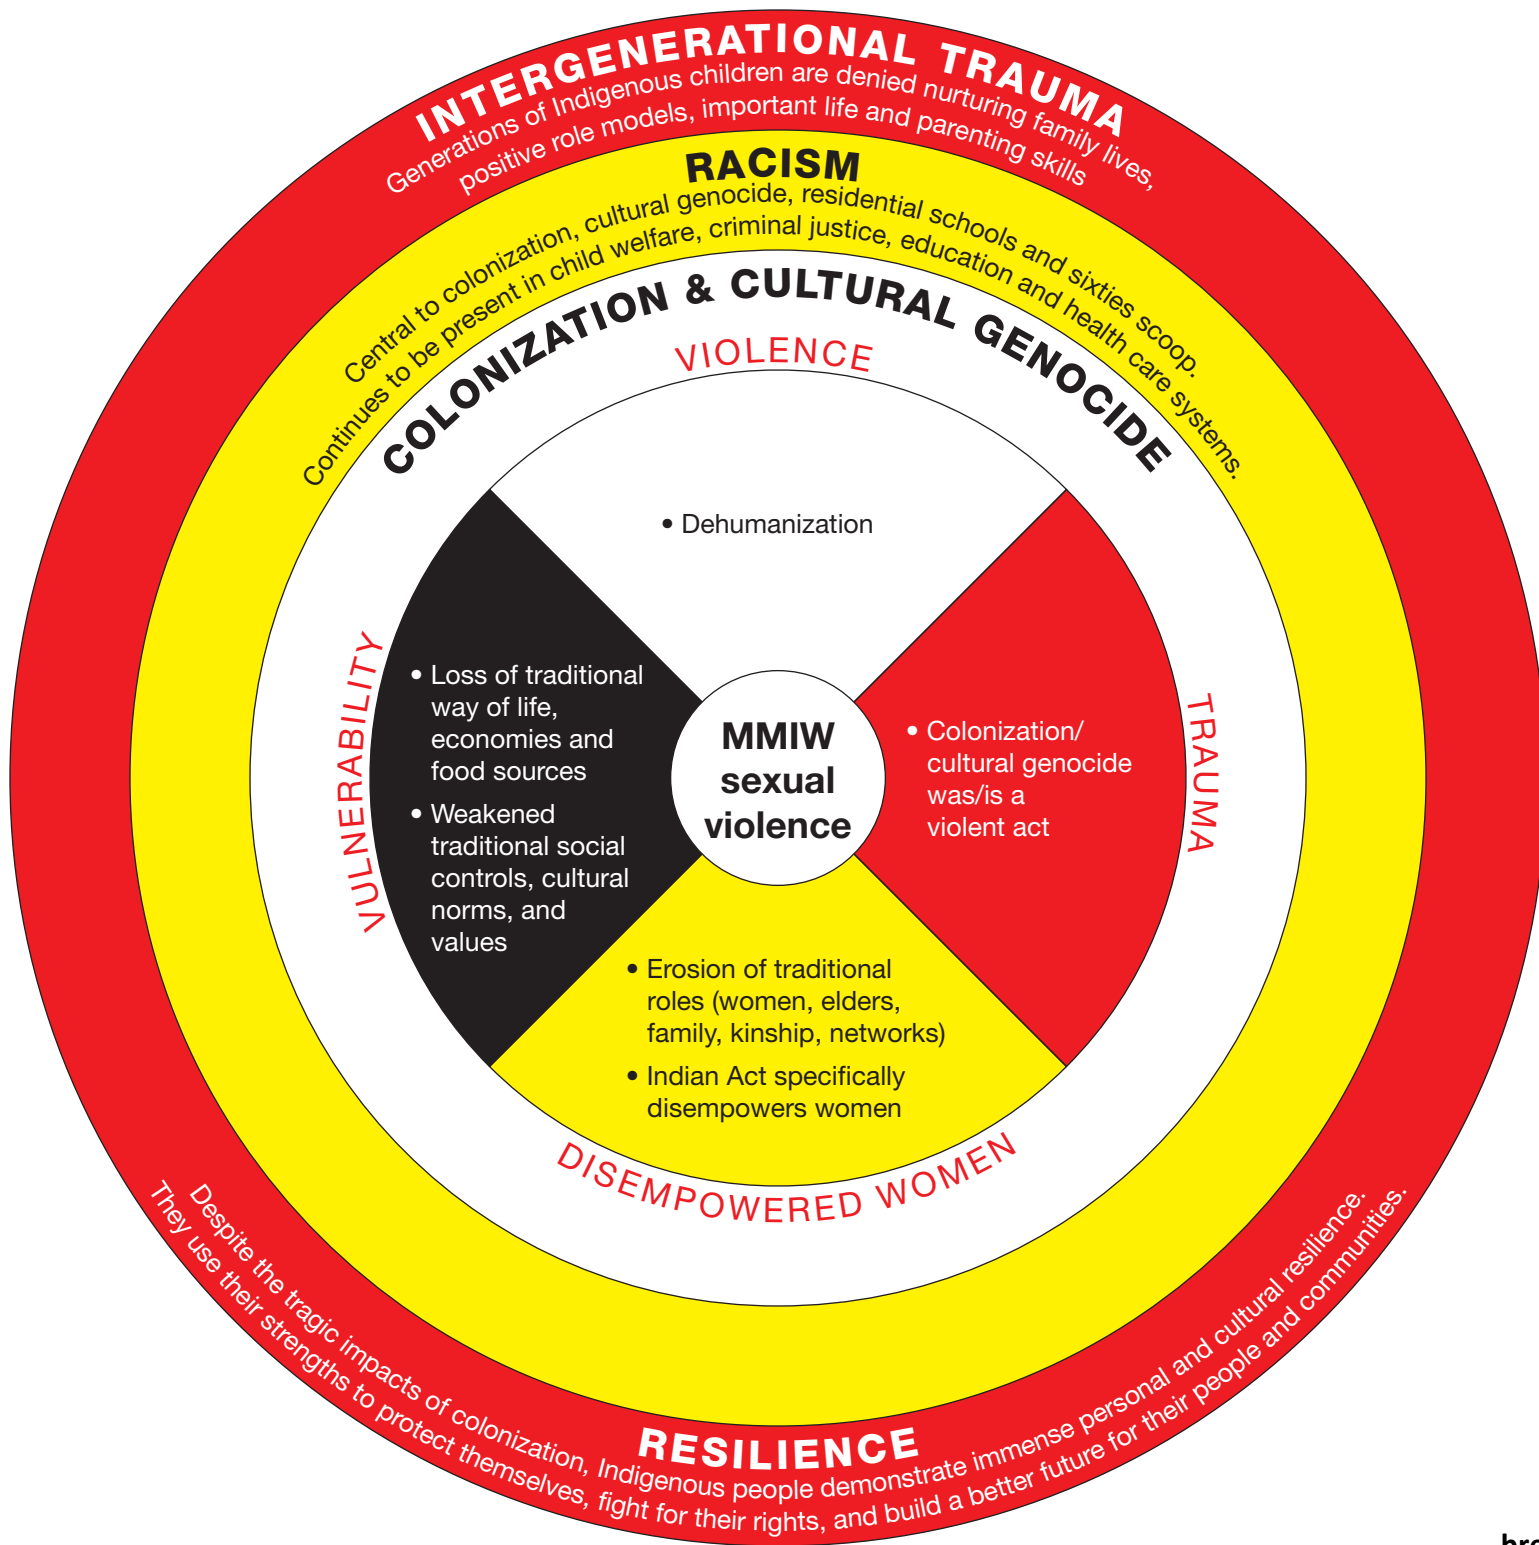 INTERGENERATIONAL TRAUMA
Generations of Indigenous children are denied nurturing family lives,
positive role models, important life and parenting skills
RACISM
Central to colonization, cultural genocide, residential schools and sixties scoop.
Continues to be present in child welfare, criminal justice, education and health care systems.
COLONIZATION & CULTURAL GENOCIDE
VIOLENCE
• Dehumanization
VULNERABILITY
• Loss of traditional
way of life,
economies and
food sources
• Weakened
traditional social
controls, cultural
norms, and
values
MMIW
sexual
violence
TRAUMA
• Colonization/
cultural genocide
was/is a
violent act
• Erosion of traditional
roles (women, elders,
family, kinship, networks)
• Indian Act specifically
disempowers women
DISEMPOWERED WOMEN
RESILIENCE
Despite the tragic impacts of colonization, Indigenous people demonstrate immense personal and cultural resilience.
They use their strengths to protect themselves, fight for their rights, and build a better future for their people and communities.